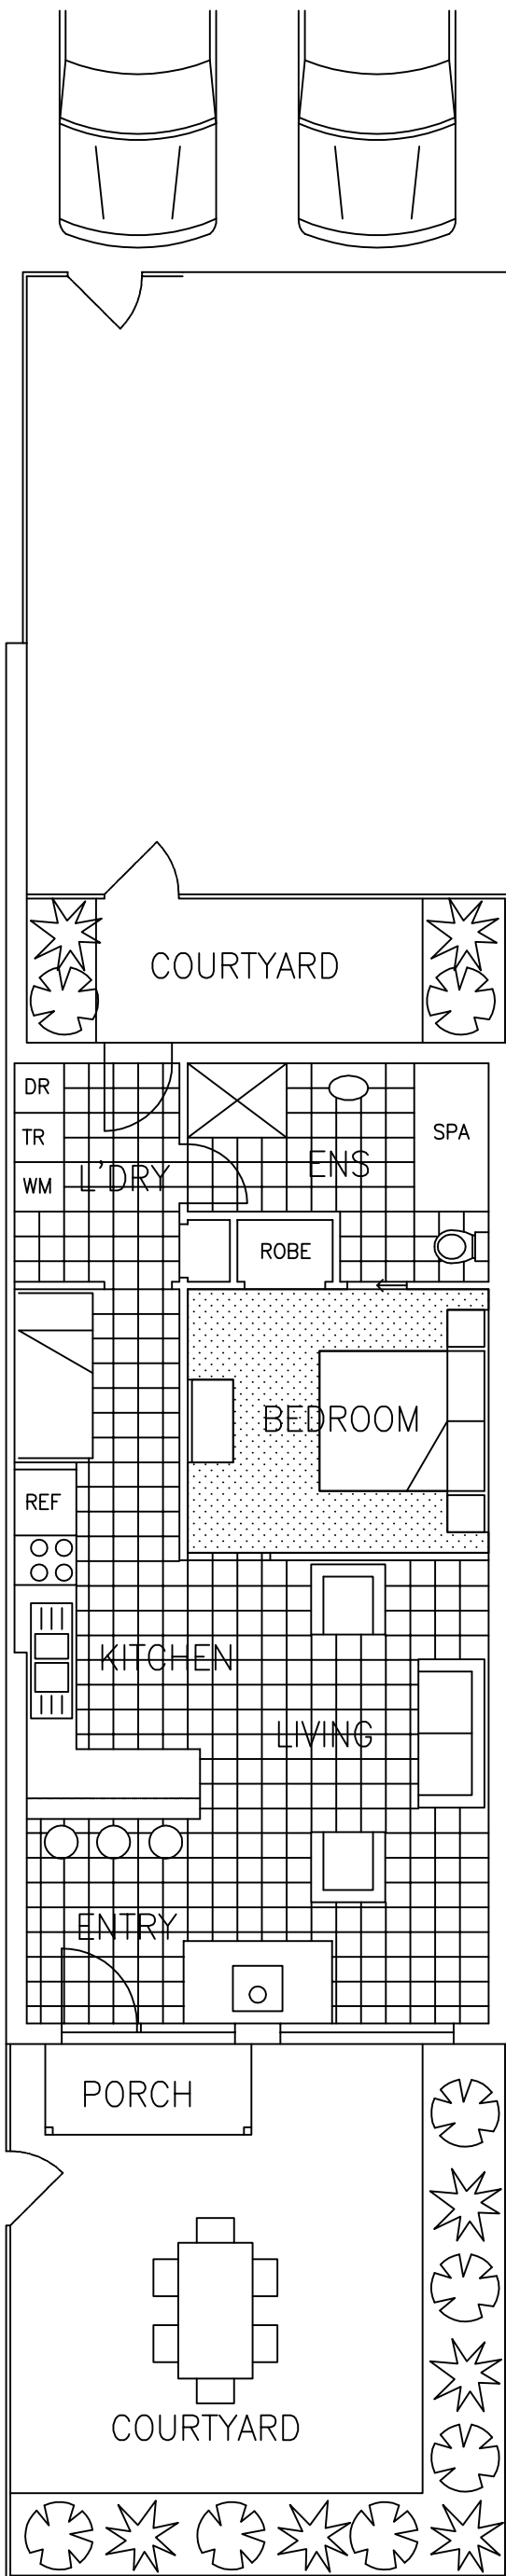 COURTYARD
DR
TR
WM
L'DRY
ENS
SPA
ROBE
BEDROOM
REF
KITCHEN
LIVING
ENTRY
PORCH
COURTYARD